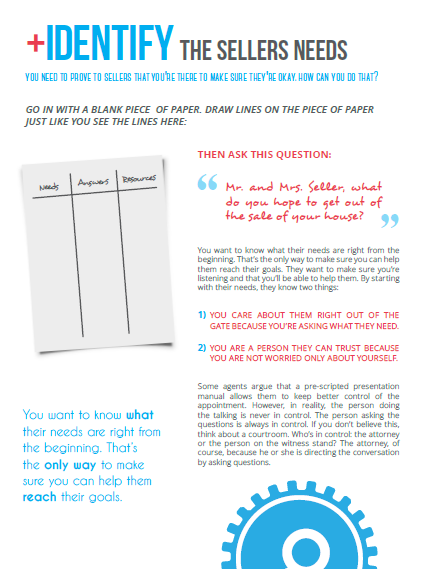 +IDENTIFY THE SELLERS NEEDS
YOU NEED TO PROVE TO SELLERS THAT YOU'RE THERE TO MAKE SURE THEY'RE OKAY. HOW CAN YOU DO THAT?
GO IN WITH A BLANK PIECE OF PAPER. DRAW LINES ON THE PIECE OF PAPER
JUST LIKE YOU SEE THE LINES HERE:
Needs Answers Resources
THEN ASK THIS QUESTION:
“ Mr. and Mrs. Seller, what
do you hope to get out of
the sale of your house? ”
You want to know what their needs are right from the
beginning. That's the only way to make sure you can help
them reach their goals. They want to make sure you're
listening and that you'll be able to help them. By starting
with their needs, they know two things:
1) YOU CARE ABOUT THEM RIGHT OUT OF THE
GATE BECAUSE YOU'RE ASKING WHAT THEY NEED.
2) YOU ARE A PERSON THEY CAN TRUST BECAUSE
YOU ARE NOT WORRIED ONLY ABOUT YOURSELF.
Some agents argue that a pre-scripted presentation
manual allows them to keep better control of the
appointment. However, in reality, the person doing
the talking is never in control. The person asking the
questions is always in control. If you don't believe this,
think about a courtroom. Who's in control: the attorney
or the person on the witness stand? The attorney, of
course, because he or she is directing the conversation
by asking questions.
You want to know what
their needs are right from
the beginning. That's
the only way to make
sure you can help them
reach their goals.